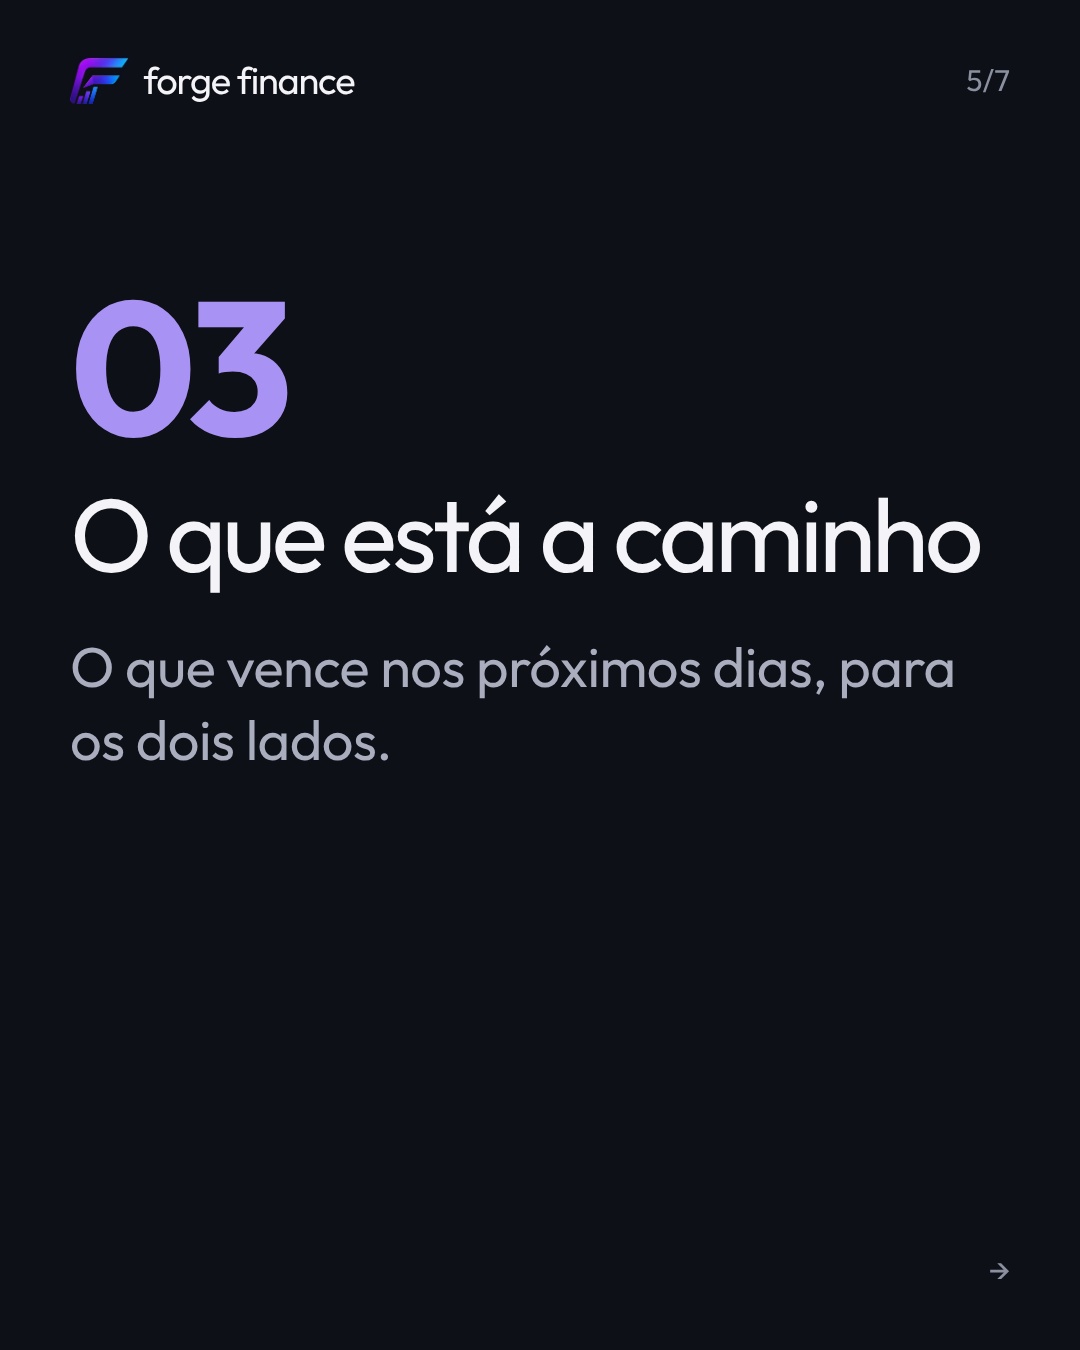 forge finance
5/7
03
O que está a caminho
O que vence nos próximos dias, para
os dois lados.
→